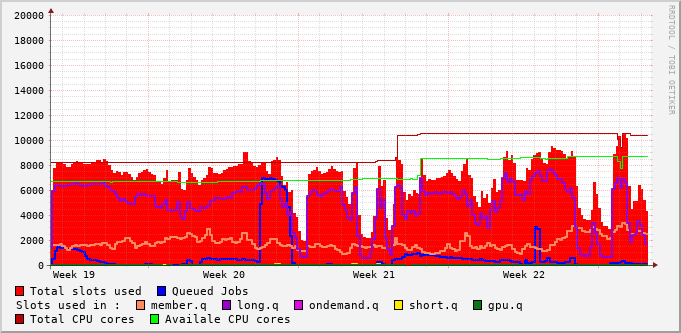 RRDTOOL / TOBI OETIKER
20000
18000
16000
14000
12000
10000
8000
6000
4000
2000
0
Week 19 Week 20 Week 21 Week 22
Total slots used Queued Jobs
Slots used in : member.q long.q ondemand.q short.q gpu.q
Total CPU cores Availale CPU cores